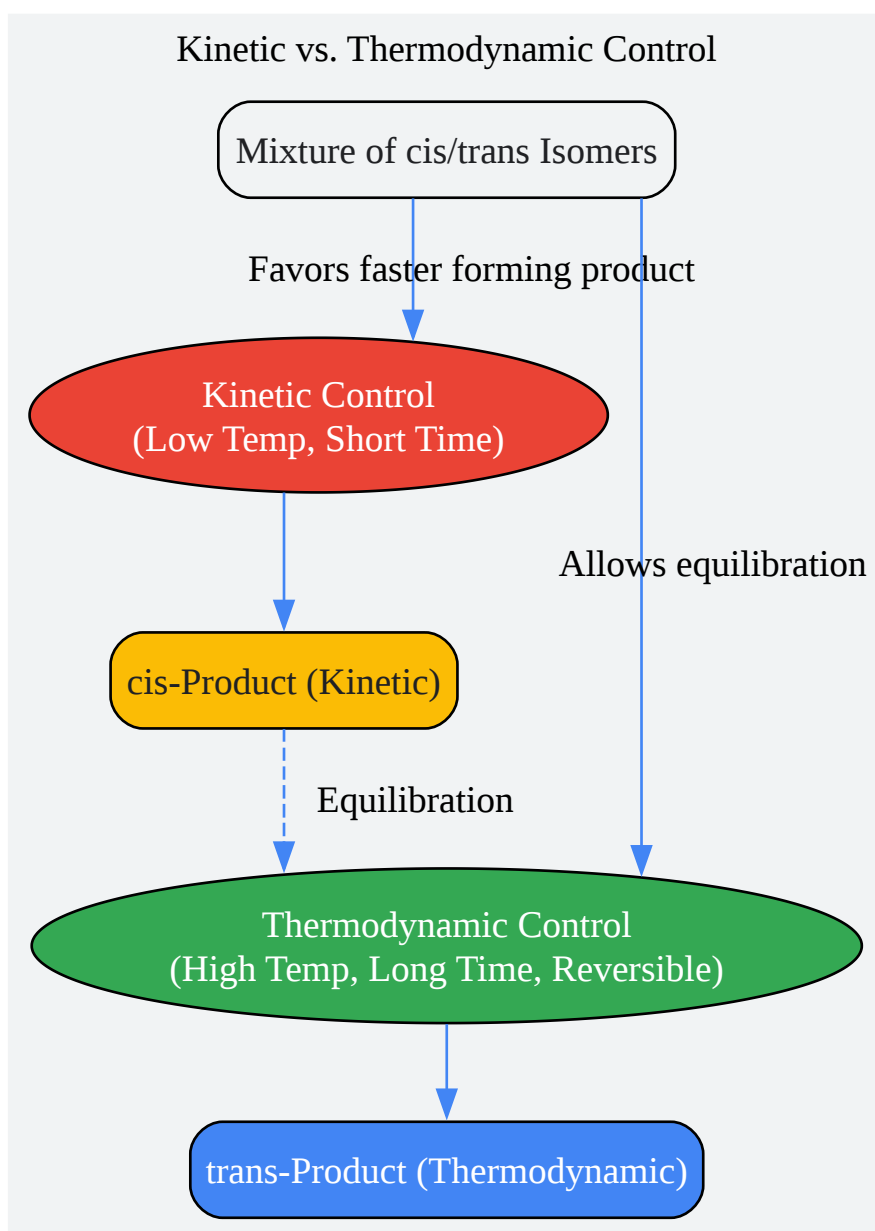 Kinetic vs. Thermodynamic Control
Mixture of cis/trans Isomers
Favors faster forming product
Kinetic Control
(Low Temp, Short Time)
Allows equilibration
cis-Product (Kinetic)
Equilibration
Thermodynamic Control
(High Temp, Long Time, Reversible)
trans-Product (Thermodynamic)